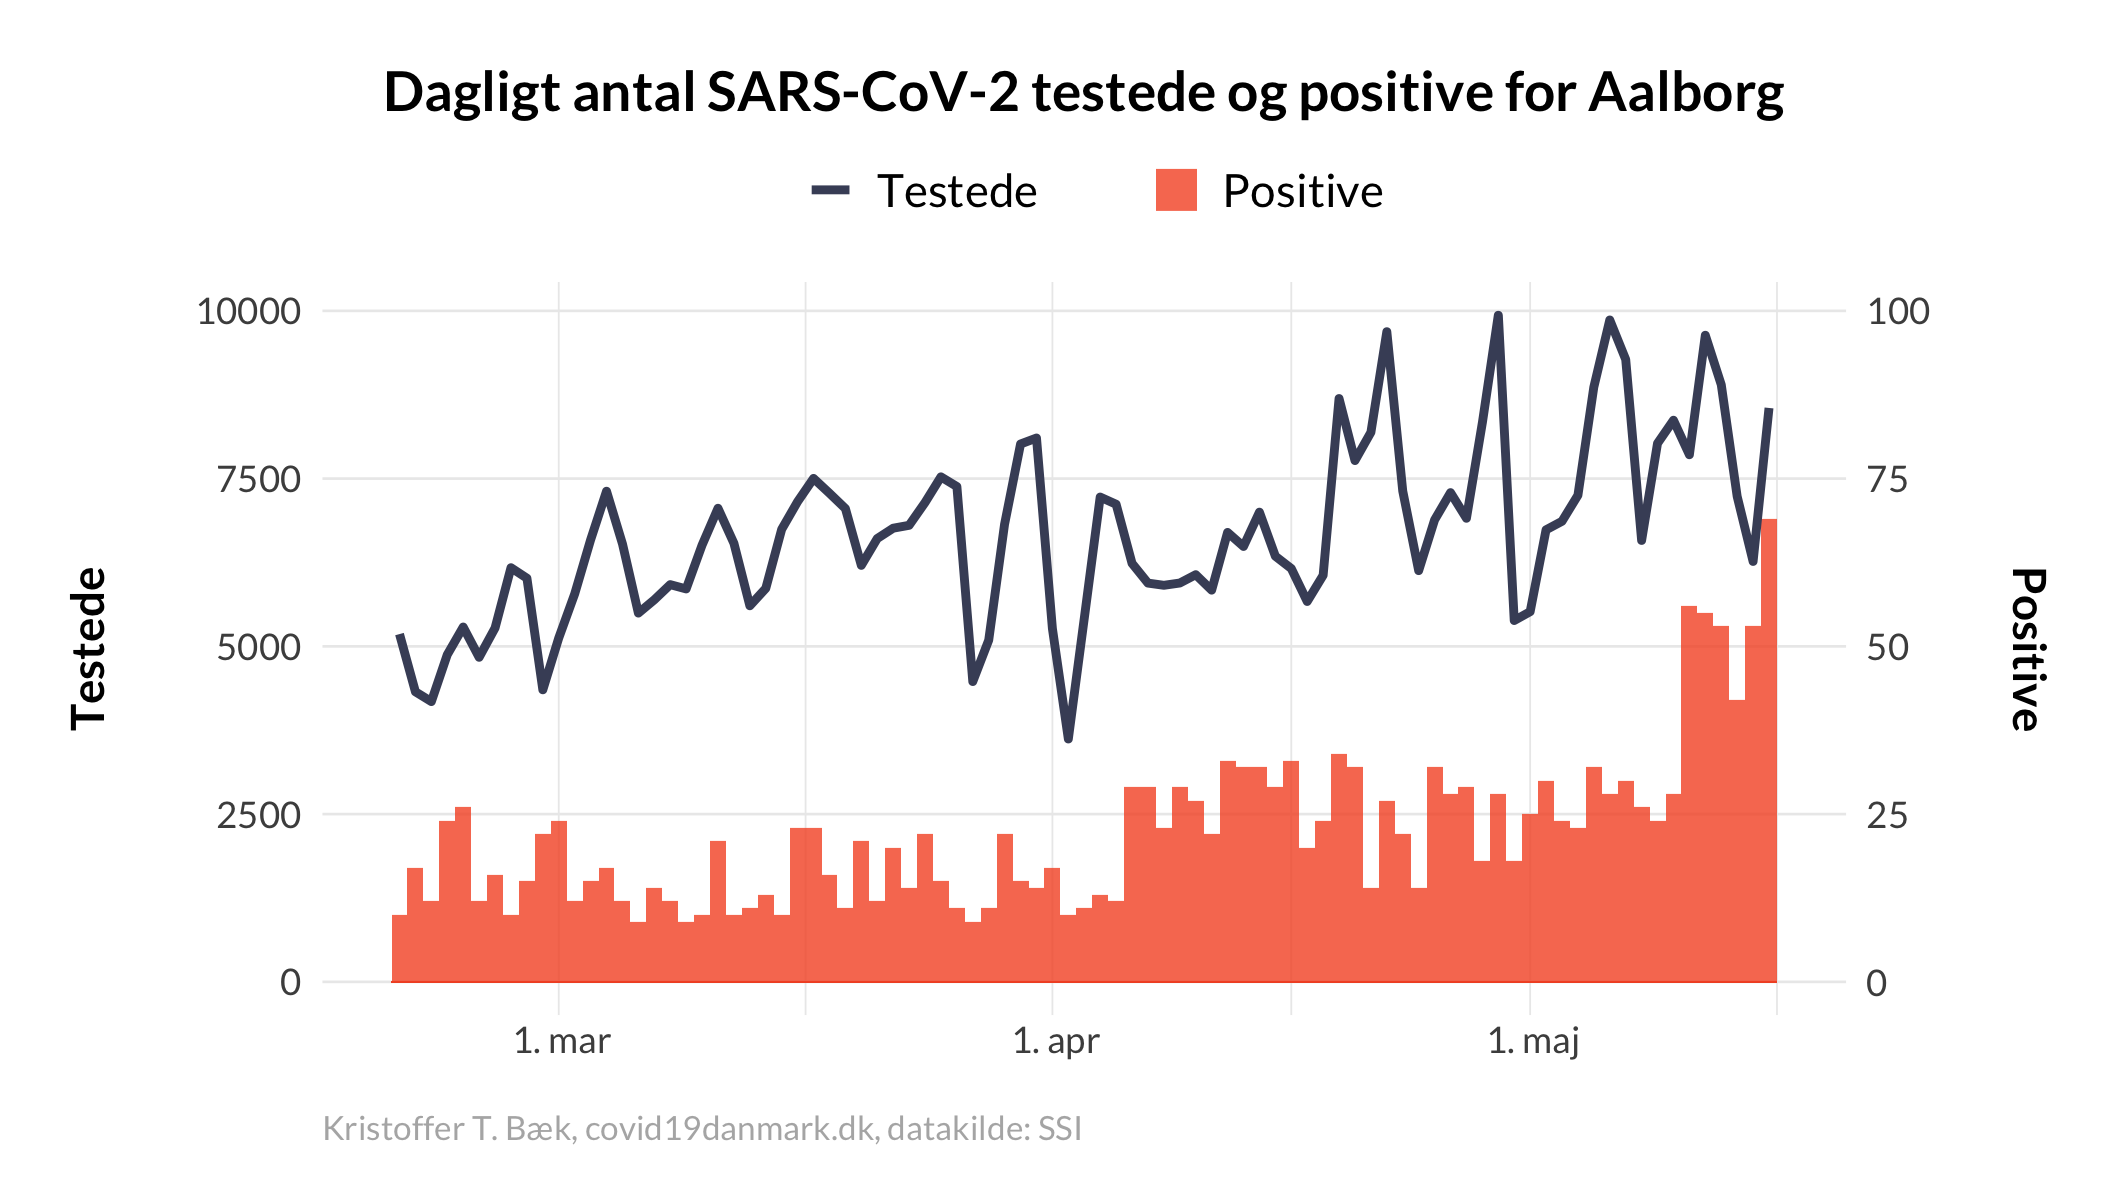 Dagligt antal SARS-CoV-2 testede og positive for Aalborg
Testede
Positive
10000
7500
5000
2500
0
100
75
50
25
0
Testede
Positive
1. mar
1. apr
1. maj
Kristoffer T. Bæk, covid19danmark.dk, datakilde: SSI